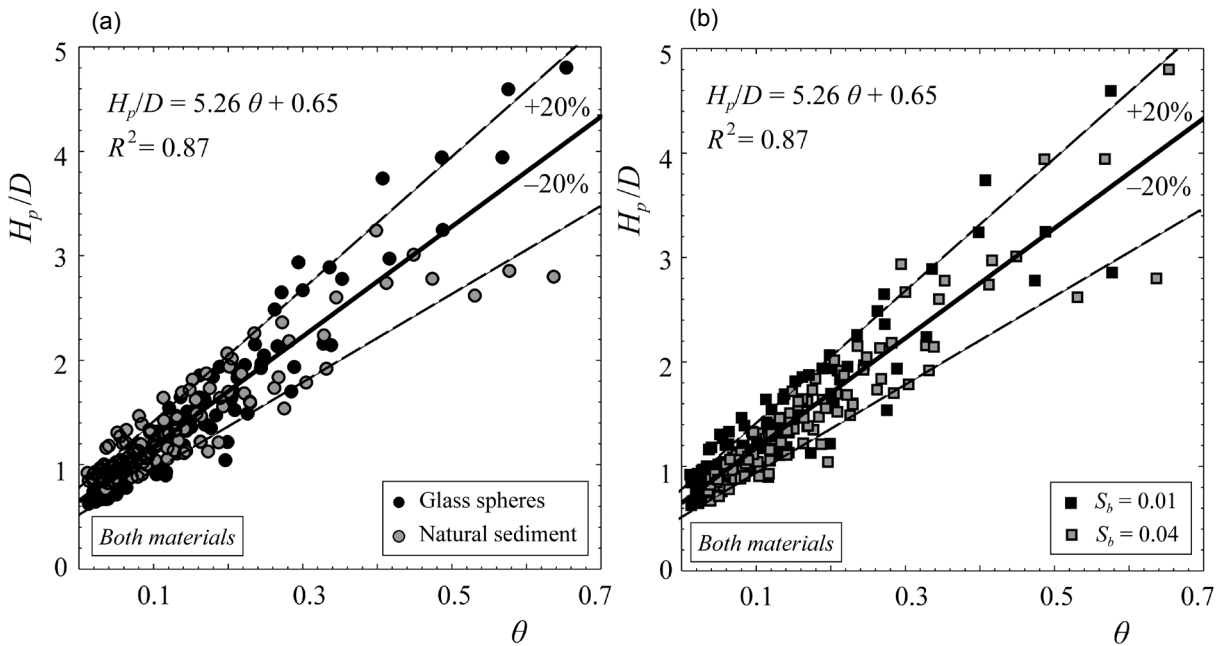 (a)
5
4
3
2
1
0
H_p/D
H_p/D = 5.26 θ + 0.65
R² = 0.87
+20%
–20%
Glass spheres
Natural sediment
Both materials
0.1
0.3
0.5
0.7
θ
(b)
5
4
3
2
1
0
H_p/D
H_p/D = 5.26 θ + 0.65
R² = 0.87
+20%
–20%
S_b = 0.01
S_b = 0.04
Both materials
0.1
0.3
0.5
0.7
θ